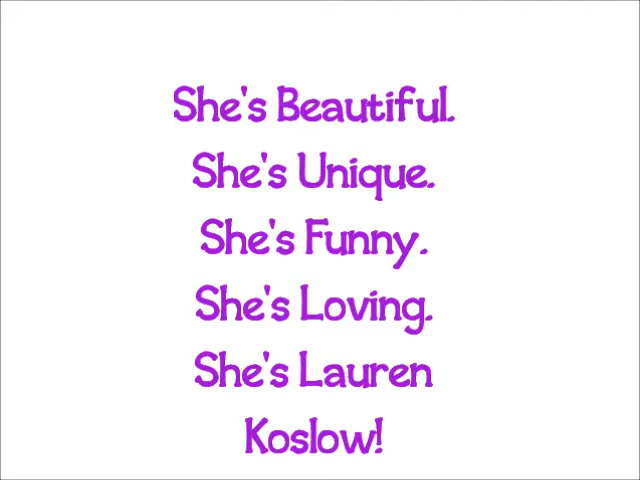 She's Beautiful.
She's Unique.
She's Funny.
She's Loving.
She's Lauren
Koslow!